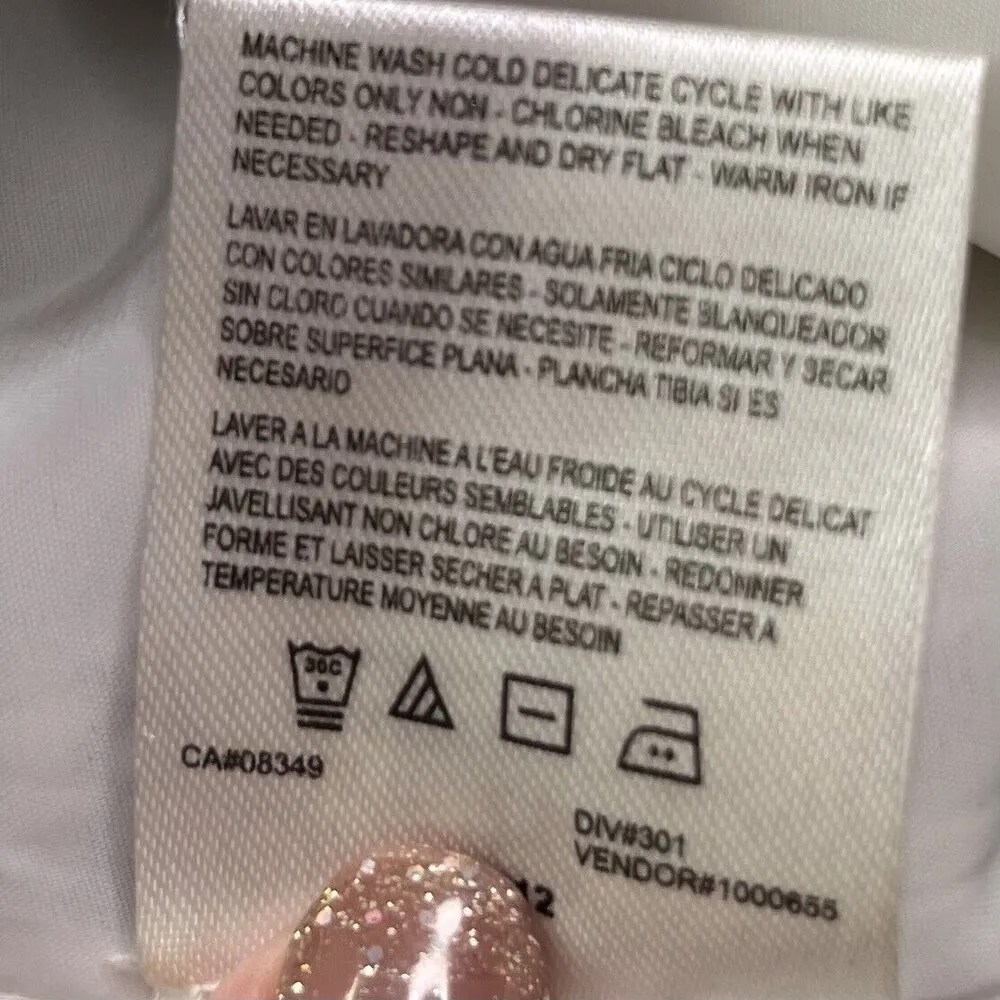 MACHINE WASH COLD DELICATE CYCLE WITH LIKE
COLORS ONLY NON - CHLORINE BLEACH WHEN
NEEDED - RESHAPE AND DRY FLAT - WARM IRON IF
NECESSARY
LAVAR EN LAVADORA CON AGUA FRIA CICLO DELICADO
CON COLORES SIMILARES - SOLAMENTE BLANQUEADOR
SIN CLORO CUANDO SE NECESITE - REFORMAR Y SECAR
SOBRE SUPERFICE PLANA - PLANCHA TIBIA SI ES
NECESARIO
LAVER A LA MACHINE A L'EAU FROIDE AU CYCLE DELICAT
AVEC DES COULEURS SEMBLABLES - UTILISER UN
JAVELLISANT NON CHLORE AU BESOIN - REDONNER
FORME ET LAISSER SECHER A PLAT - REPASSER A
TEMPERATURE MOYENNE AU BESOIN
30C
CA#08349
DIV#301
VENDOR#1000655
12